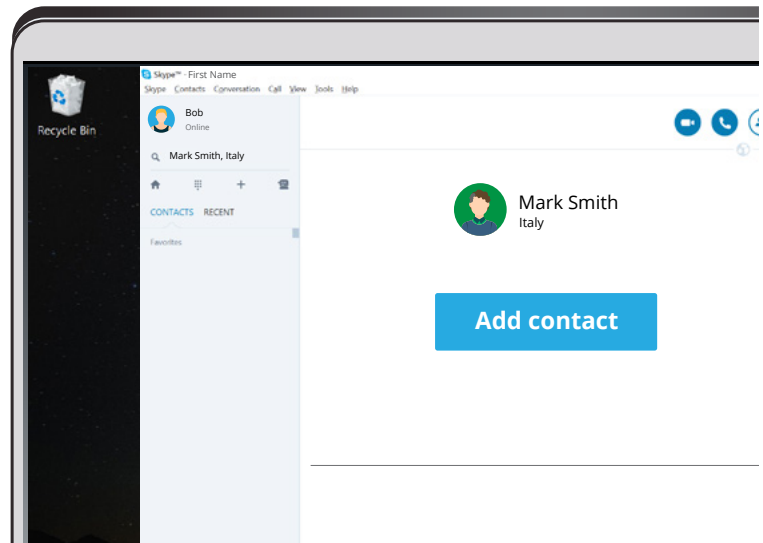 Skype™ - First Name
Skype Contacts Conversation Call View Tools Help
Recycle Bin
Bob
Online
Mark Smith, Italy
CONTACTS RECENT
Favorites
Mark Smith
Italy
Add contact